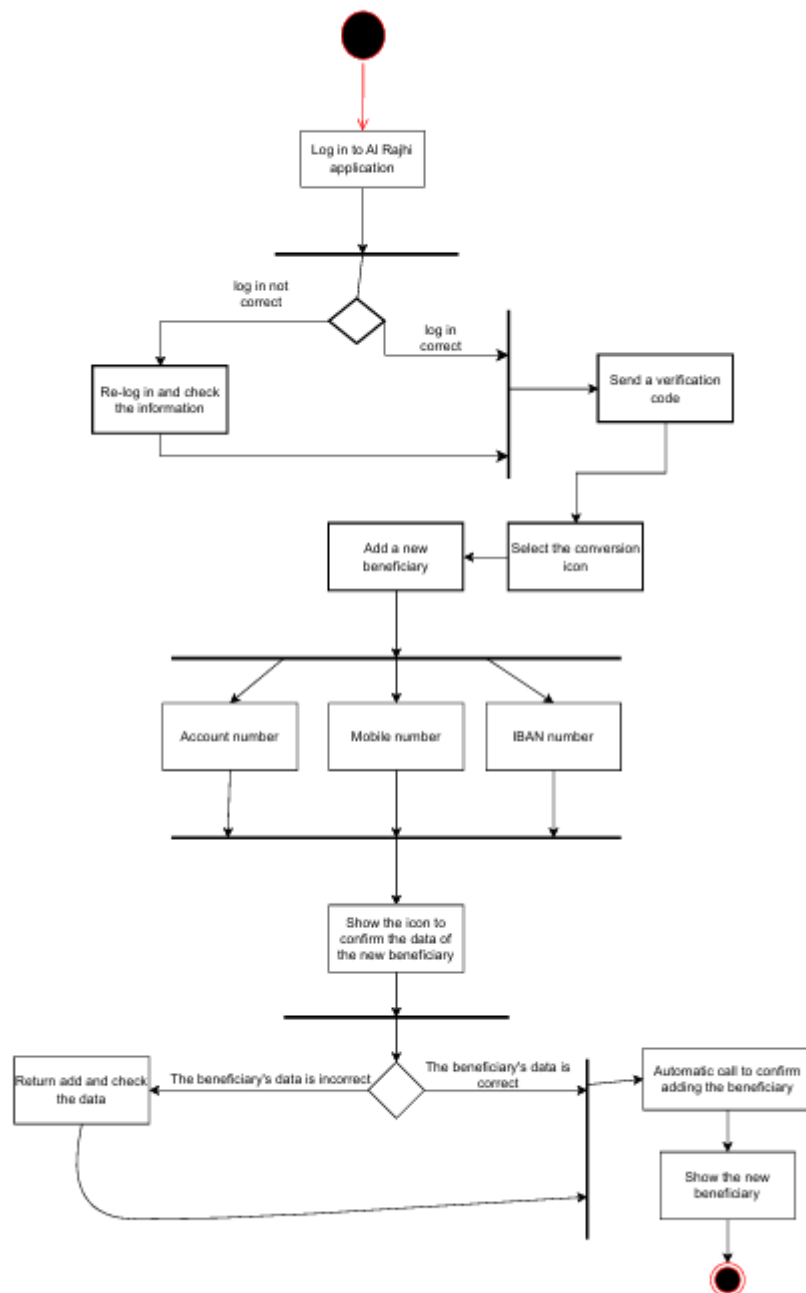 Log in to Al Rajhi
application
log in not
correct
log in
correct
Re-log in and check
the information
Send a verification
code
Add a new
beneficiary
Select the conversion
icon
Account number
Mobile number
IBAN number
Show the icon to
confirm the data of
the new beneficiary
The beneficiary's data is incorrect
The beneficiary's data is
correct
Return add and check
the data
Automatic call to confirm
adding the beneficiary
Show the new
beneficiary